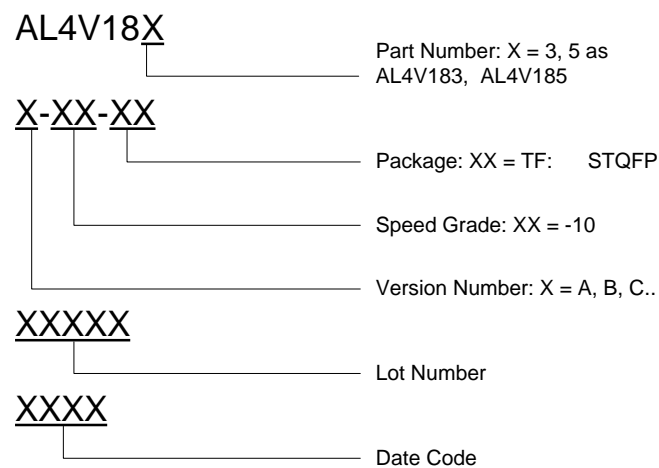 AL4V18X
Part Number: X = 3, 5 as
AL4V183, AL4V185
X-XX-XX
Package: XX = TF: STQFP
Speed Grade: XX = -10
Version Number: X = A, B, C..
XXXXX
Lot Number
XXXX
Date Code